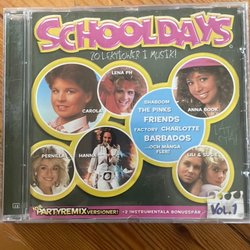 SCHOOLDAYS
20 LEKTIONER I MUSIK!
LENA PH
CAROLA
SHABOOM
THE PINKS
ANNA BOOK
FRIENDS
FACTORY CHARLOTTE
BARBADOS
...OCH MÅNGA
FLER!
PERNILLA
HANNA
PARTYREMIX VERSIONER!
+2 INSTRUMENTALA BONUSSPÅR
VOL.1